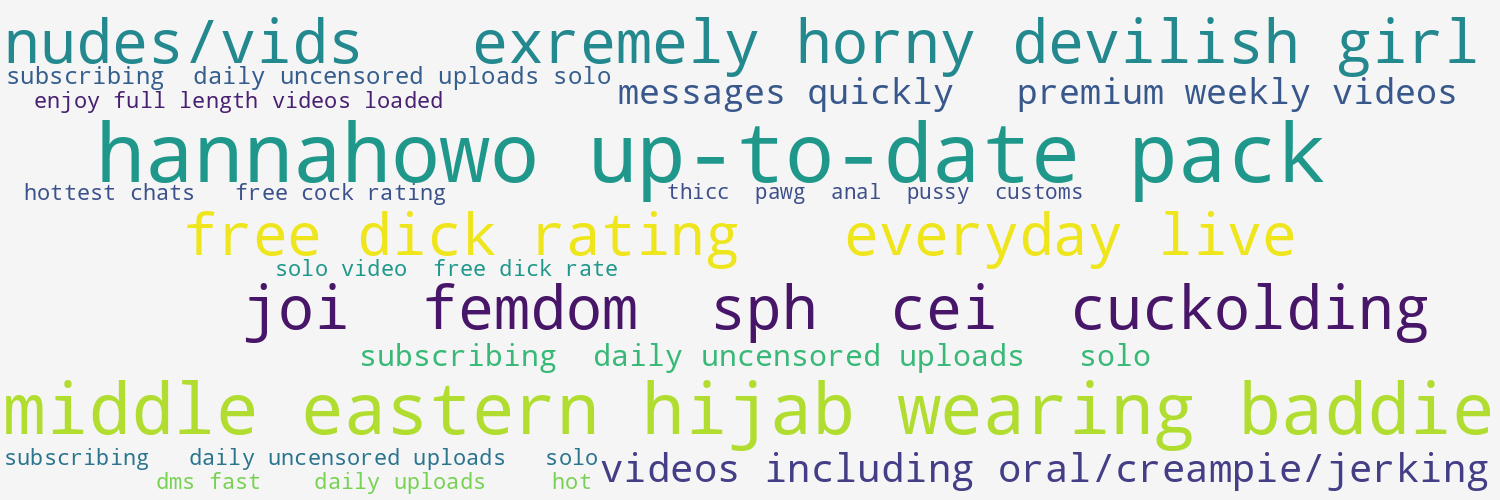 nudes/vids exremely horny devilish girl
subscribing daily uncensored uploads solo
messages quickly premium weekly videos
enjoy full length videos loaded
hannahowo up-to-date pack
hottest chats free cock rating thicc pawg anal pussy customs
free dick rating everyday live
solo video free dick rate
joi femdom sph cei cuckolding
subscribing daily uncensored uploads solo
middle eastern hijab wearing baddie
subscribing daily uncensored uploads solo
videos including oral/creampie/jerking
dms fast daily uploads hot